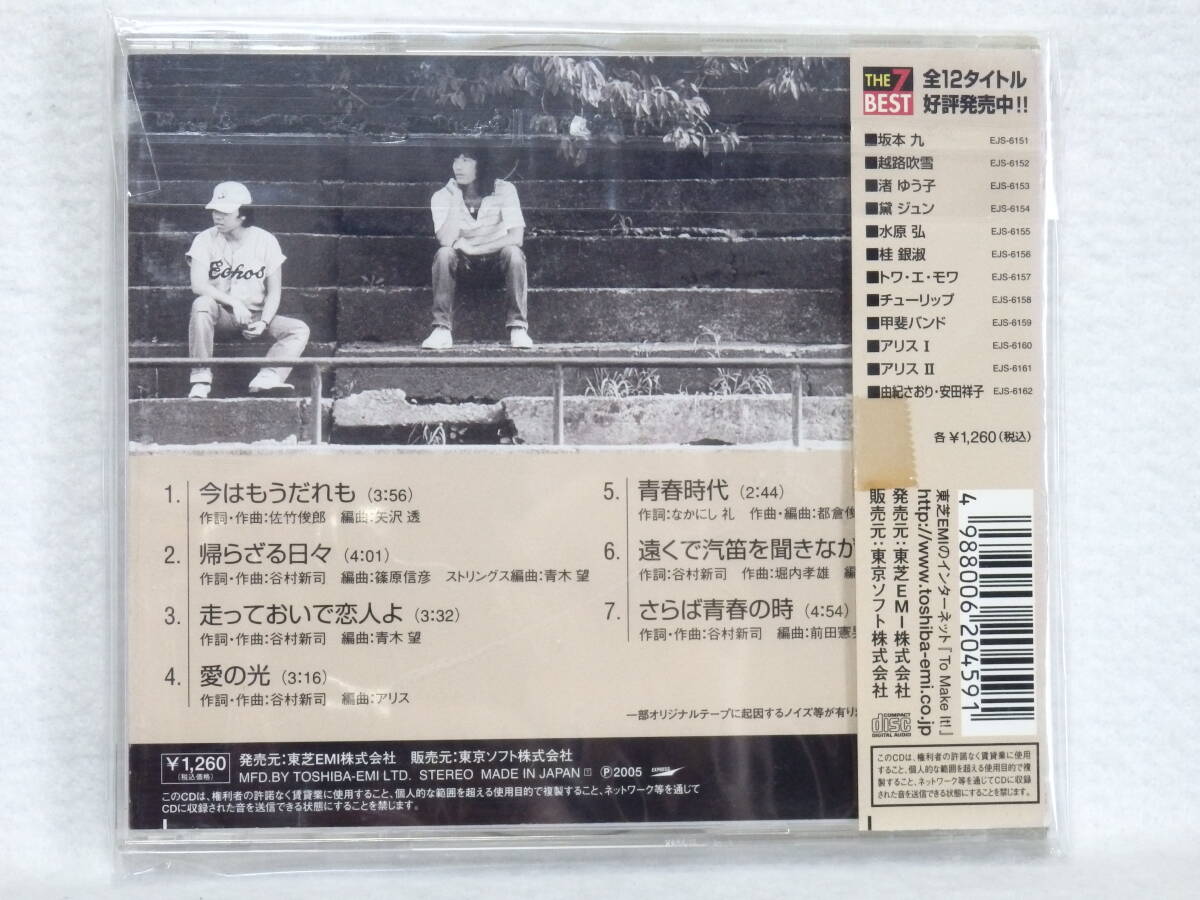 Echos
1. 今はもうだれも (3:56)
作詞・作曲:佐竹俊郎 編曲:矢沢 透
2. 帰らざる日々 (4:01)
作詞・作曲:谷村新司 編曲:篠原信彦 ストリングス編曲:青木 望
3. 走っておいで恋人よ (3:32)
作詞・作曲:谷村新司 編曲:青木 望
4. 愛の光 (3:16)
作詞・作曲:谷村新司 編曲:アリス
5. 青春時代 (2:44)
作詞:なかにし 礼 作曲・編曲:都倉俊
6. 遠くで汽笛を聞きなが
作詞:谷村新司 作曲:堀内孝雄 編
7. さらば青春の時 (4:54)
作詞・作曲:谷村新司 編曲:前田憲男
一部オリジナルテープに起因するノイズ等が有り
¥1,260
(税込価格)
発売元:東芝EMI株式会社 販売元:東京ソフト株式会社
MFD.BY TOSHIBA-EMI LTD. STEREO MADE IN JAPAN ⓟ2005 EXPRESS
このCDは、権利者の許諾なく賃貸業に使用すること、個人的な範囲を超える使用目的で複製すること、ネットワーク等を通じて
CDに収録された音を送信できる状態にすることを禁じます。
THE 7
BEST
全12タイトル
好評発売中!!
■坂本 九 EJS-6151
■越路吹雪 EJS-6152
■渚 ゆう子 EJS-6153
■黛 ジュン EJS-6154
■水原 弘 EJS-6155
■桂 銀淑 EJS-6156
■トワ・エ・モワ EJS-6157
■チューリップ EJS-6158
■甲斐バンド EJS-6159
■アリス I EJS-6160
■アリス II EJS-6161
■由紀さおり・安田祥子 EJS-6162
各¥1,260(税込)
4 988006 204591
東芝EMIのインターネット「To Make It!」
http://www.toshiba-emi.co.jp
発売元:東芝EMI株式会社
販売元:東京ソフト株式会社
COMPACT
disc
DIGITAL AUDIO
このCDは、権利者の許諾なく賃貸業に使用
すること、個人的な範囲を超える使用目的で複
製すること、ネットワーク等を通じてこのCDに収録
された音を送信できる状態にすることを禁じます。